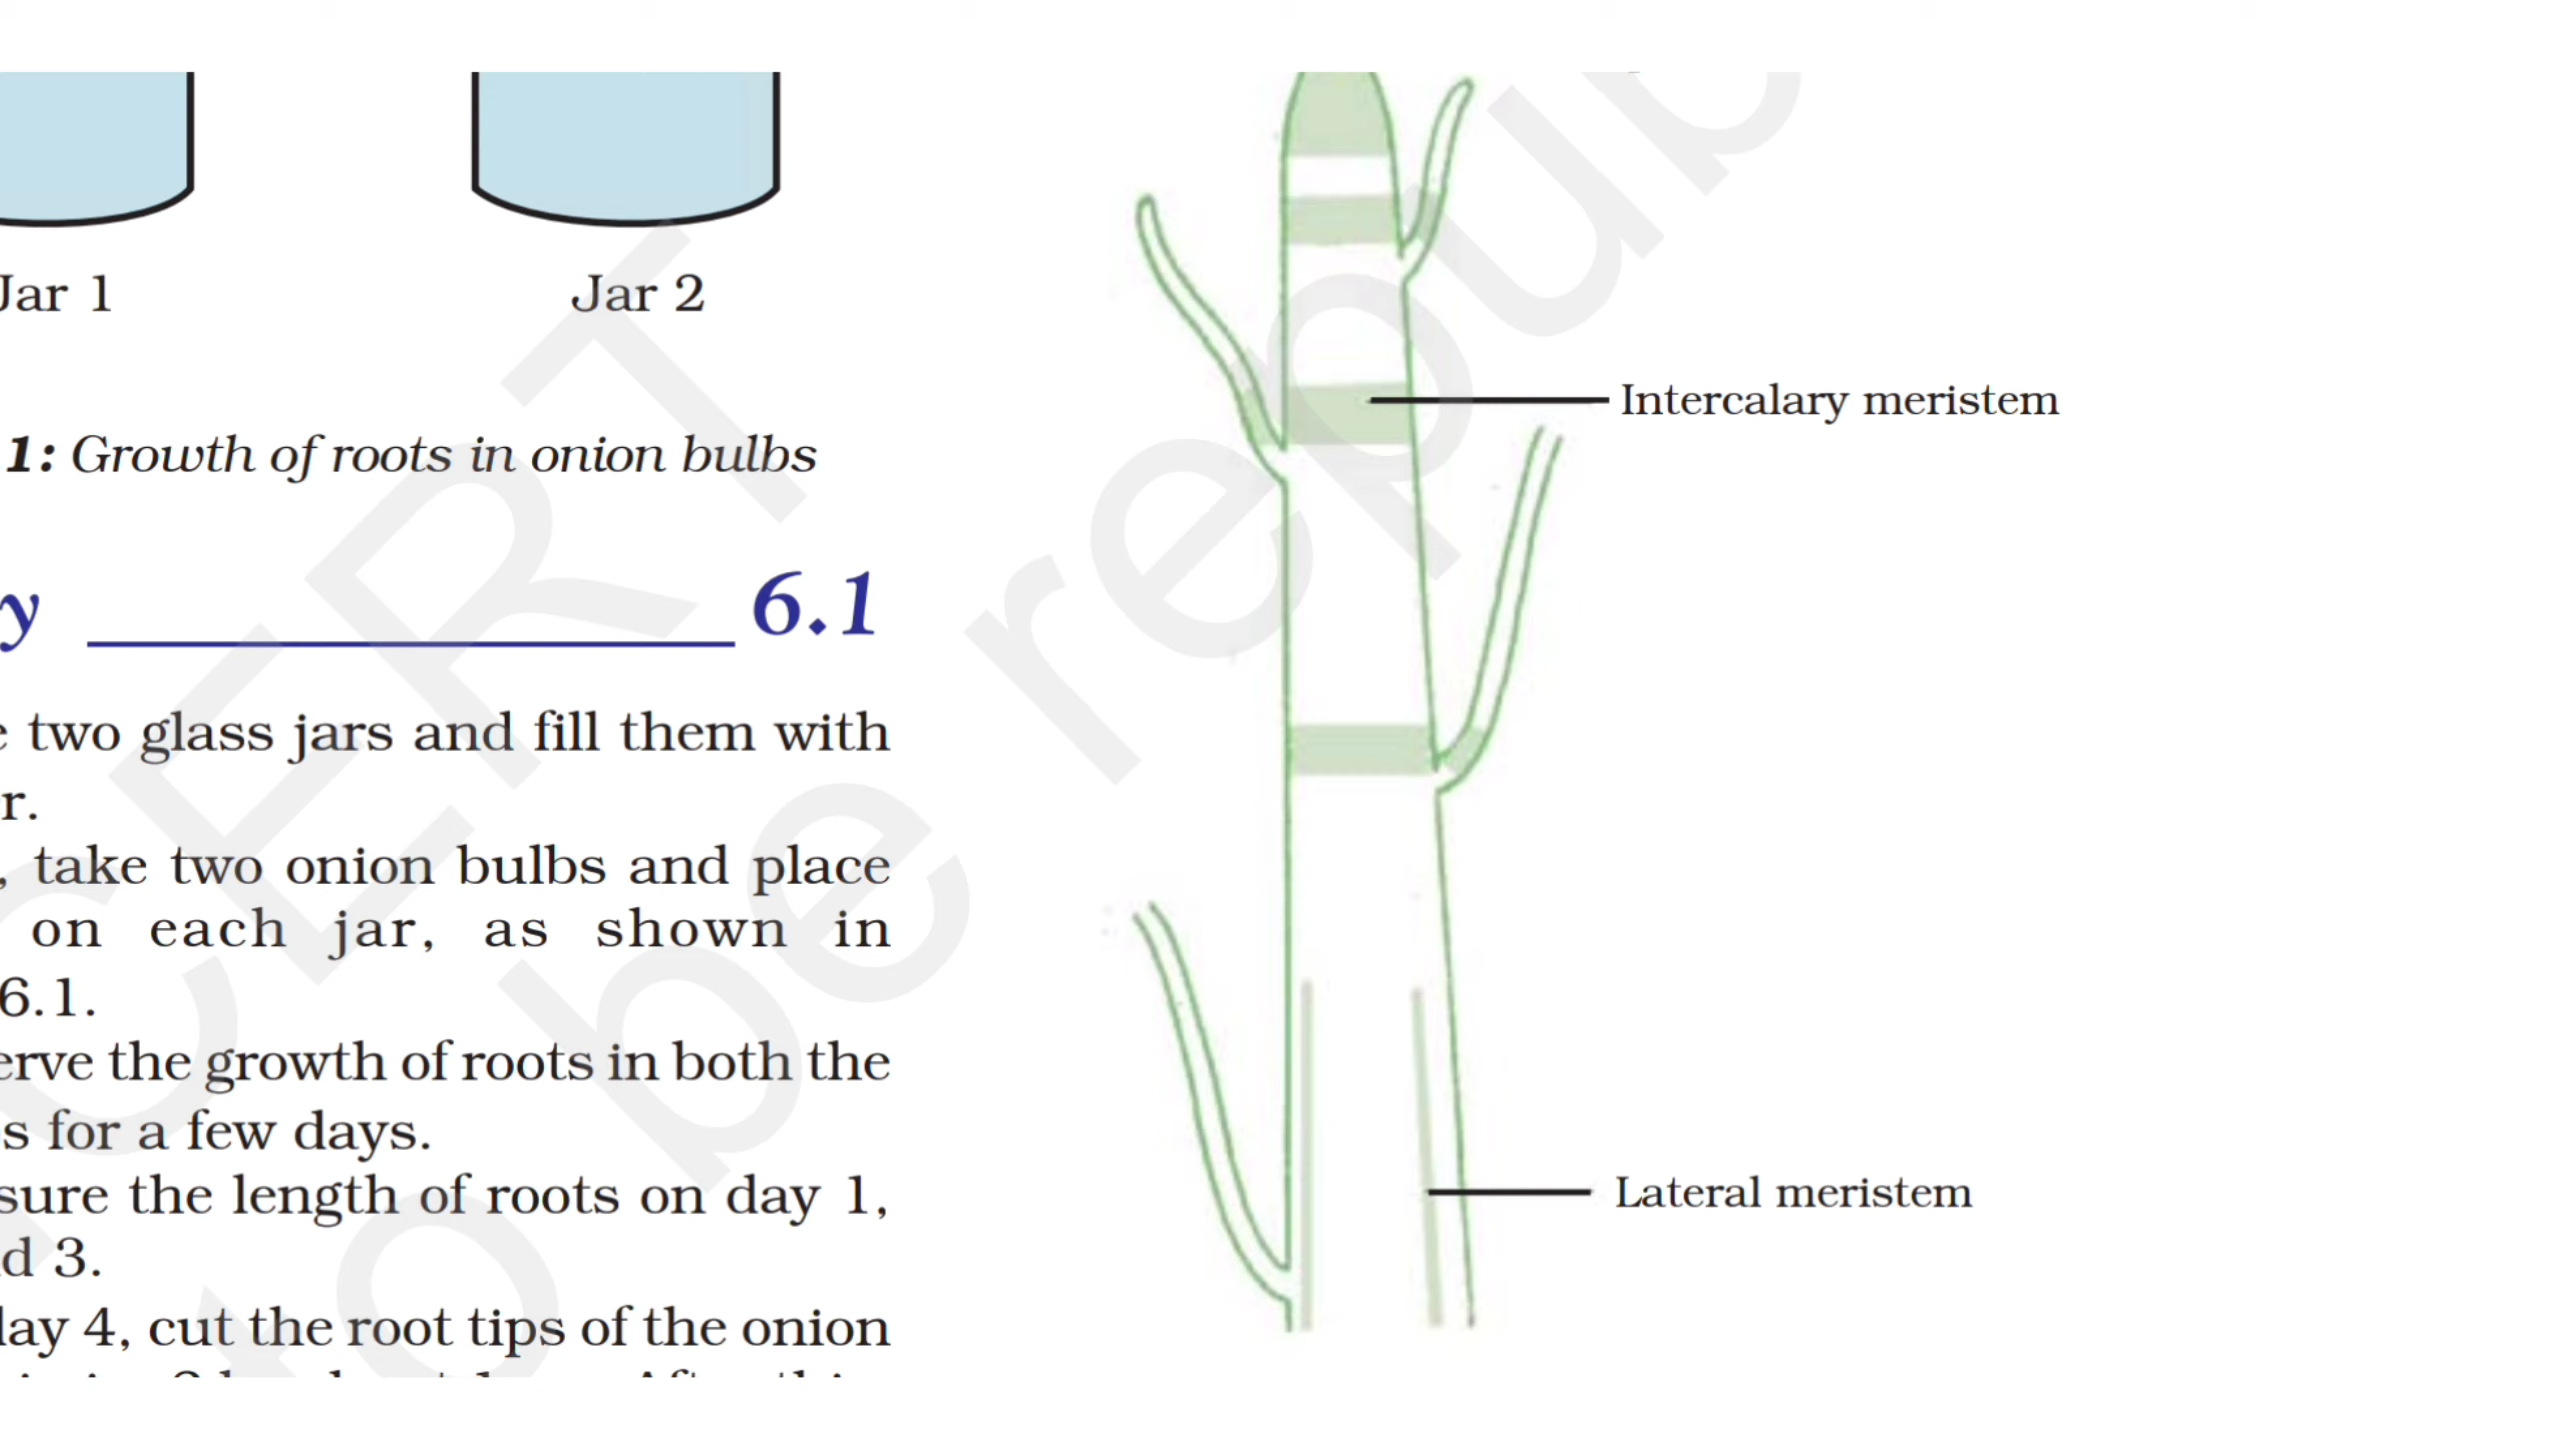 Jar 1
Jar 2
1: Growth of roots in onion bulbs
6.1
two glass jars and fill them with
take two onion bulbs and place
on each jar, as shown in
6.1.
the growth of roots in both the
for a few days.
the length of roots on day 1,
3.
4, cut the root tips of the onion
Intercalary meristem
Lateral meristem
be repub